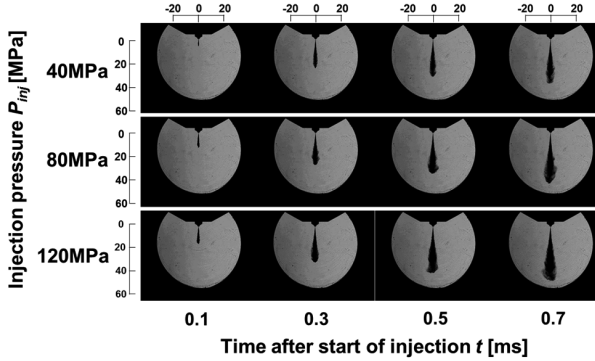 -20 0 20 -20 0 20 -20 0 20 -20 0 20
Injection pressure P_inj [MPa]
0
20
40
60
40MPa
0
20
40
60
80MPa
0
20
40
60
120MPa
0.1 0.3 0.5 0.7
Time after start of injection t [ms]